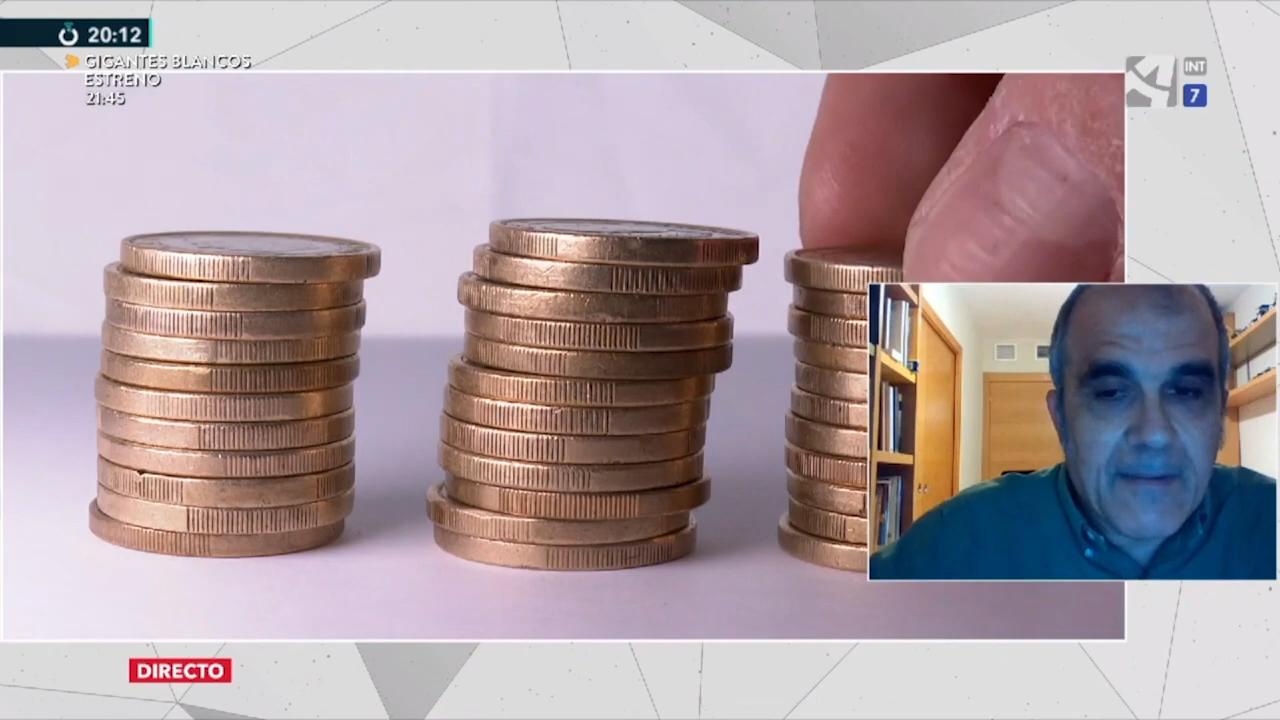 20:12
GIGANTES BLANCOS
ESTRENO
21:45
INT
7
DIRECTO